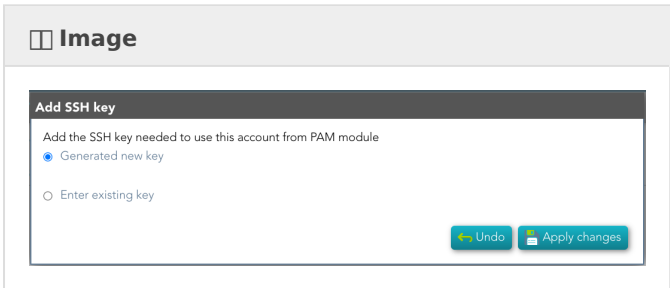 Image
Add SSH key
Add the SSH key needed to use this account from PAM module
Generated new key
Enter existing key
Undo
Apply changes